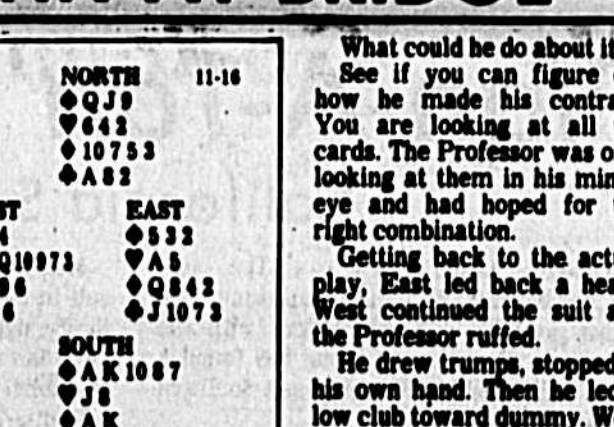 NORTH 11-16
♠QJ9
♥642
♦10753
♣A82
EAST
♠532
♥A5
♦Q842
♣J1073
Q10973
SOUTH
♠AK1087
♥J8
♦AK
What could he do about it
See if you can figure
how he made his contra
You are looking at all
cards. The Professor was o
looking at them in his min
eye and had hoped for
right combination.
Getting back to the actu
play, East led back a hea
West continued the suit a
the Professor ruffed.
He drew trumps, stopped
his own hand. Then he led
low club toward dummy. W